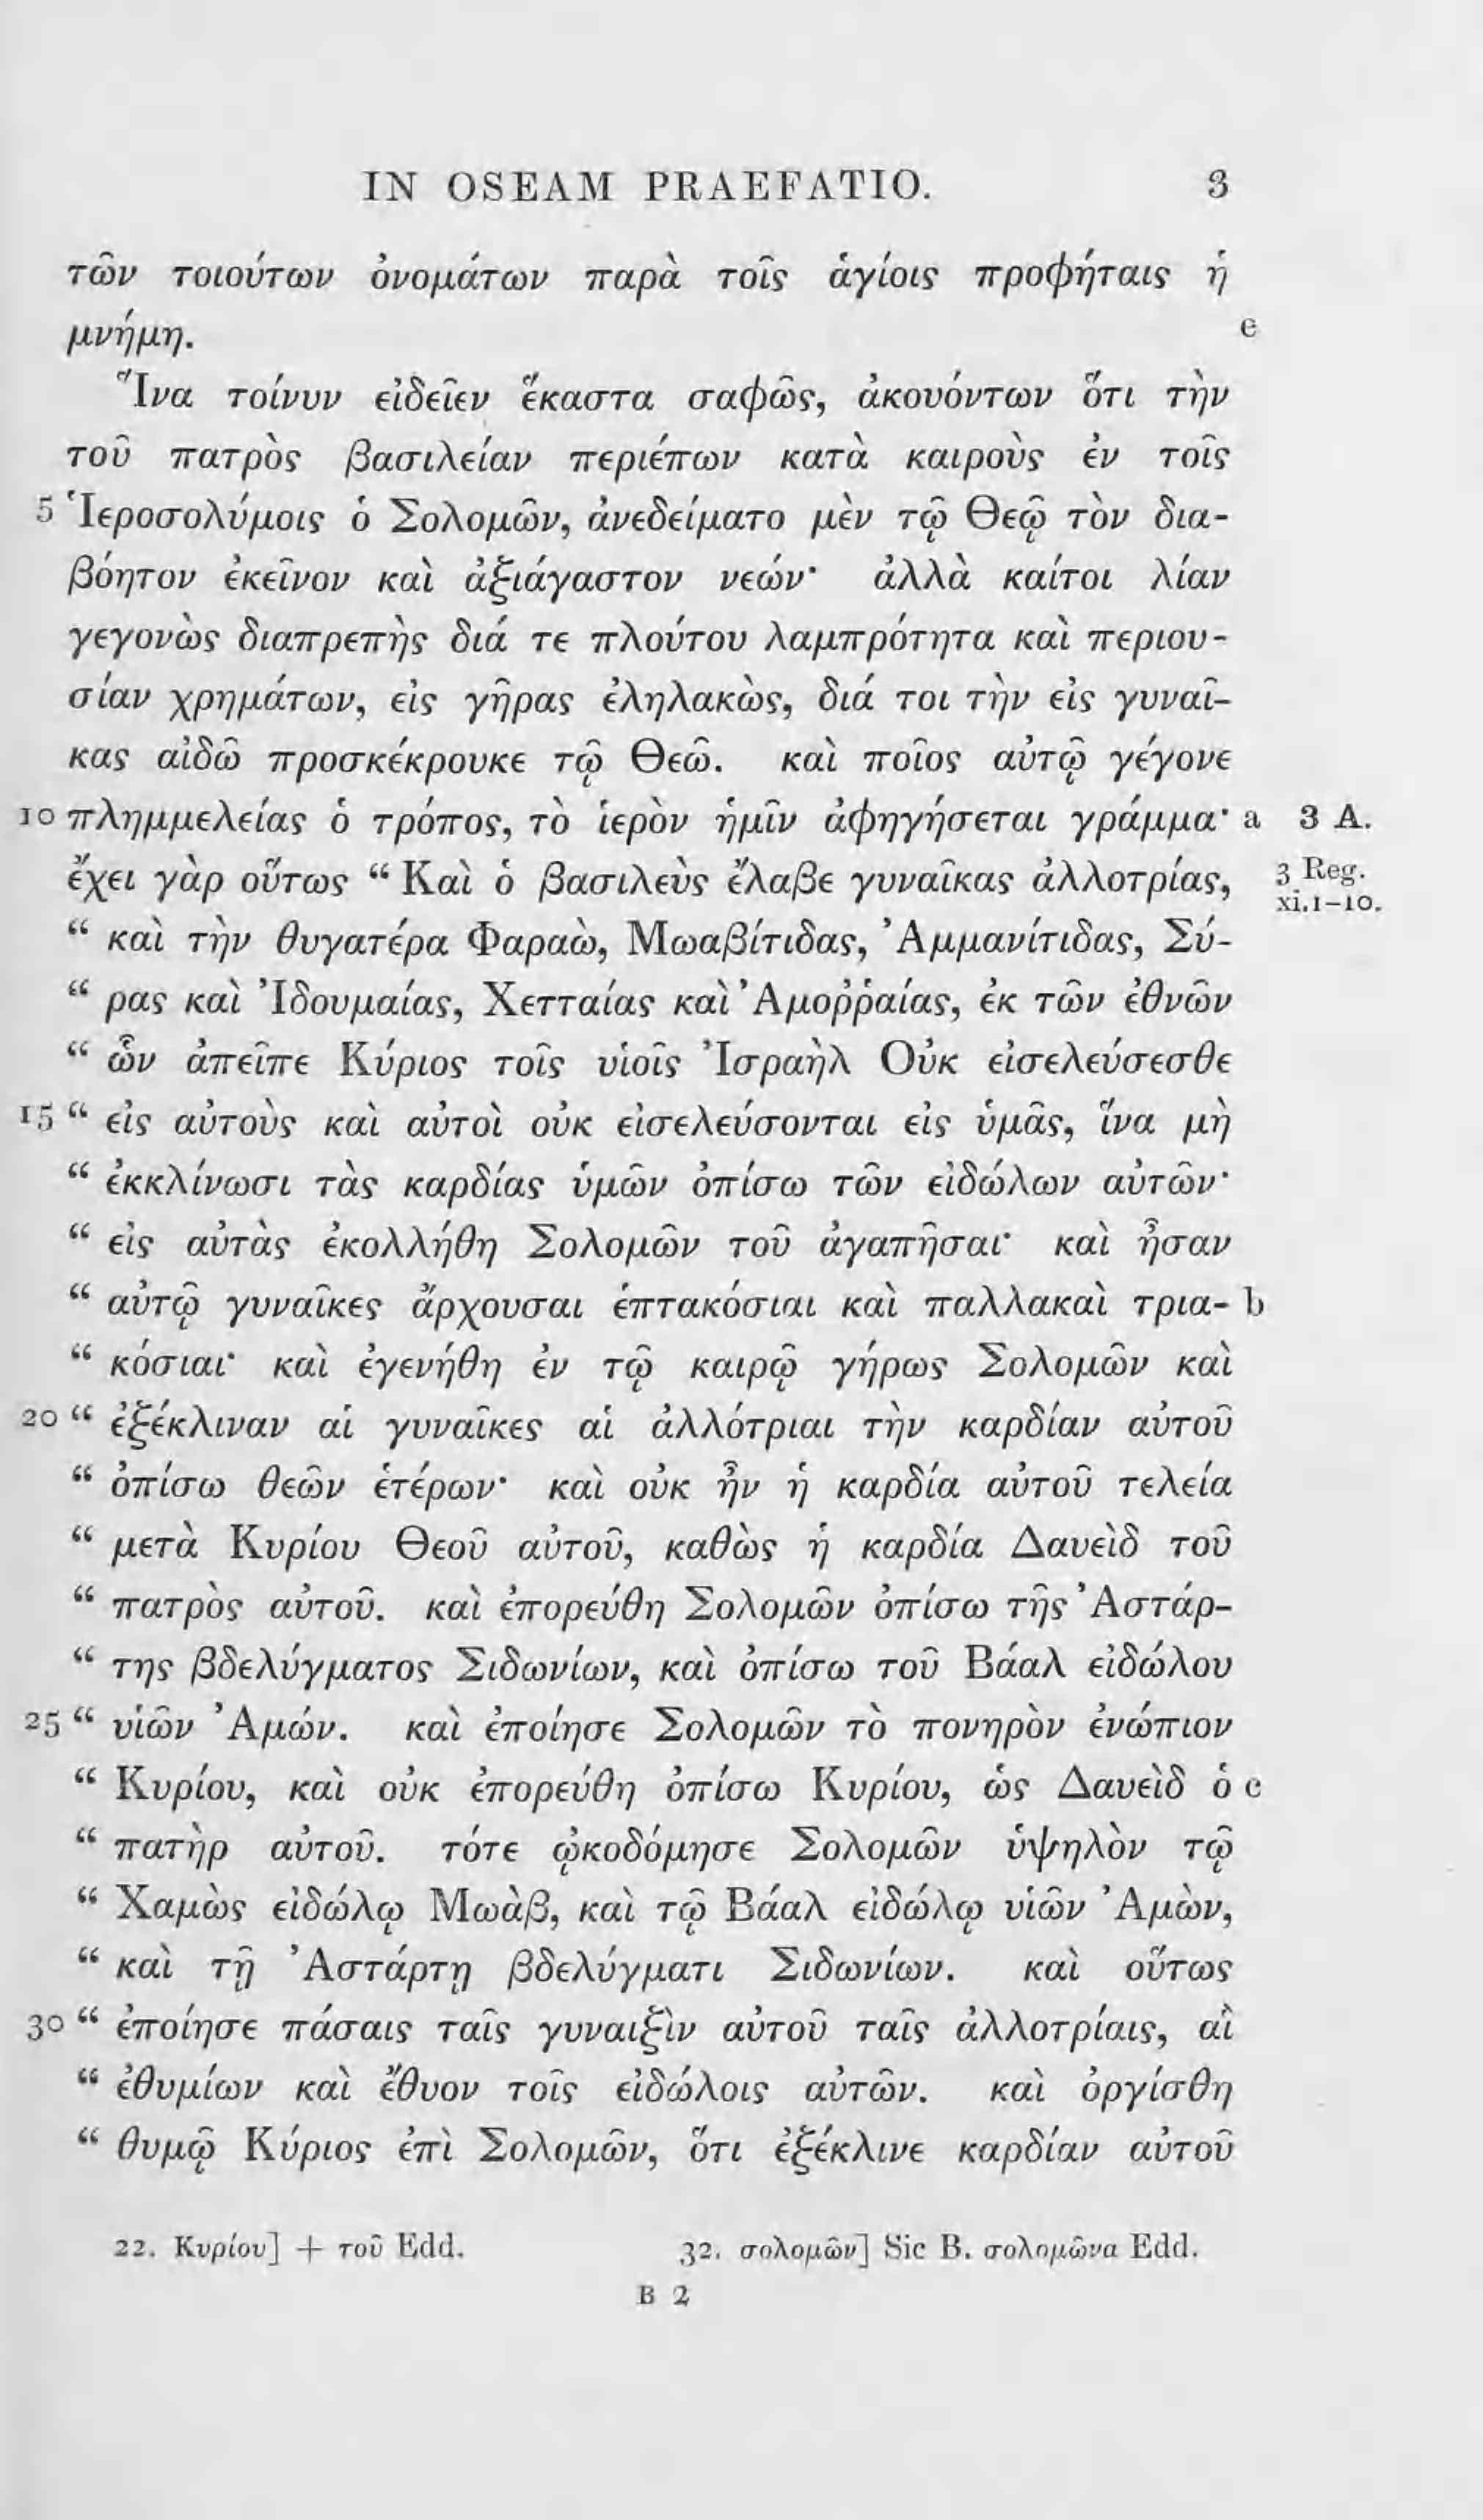 IN OSEAM PRAEFATIO. 3
τῶν τοιούτων ὀνομάτων παρὰ τοῖς ἁγίοις προφήταις ἡ
μνήμη. e
Ἵνα τοίνυν εἰδεῖεν ἕκαστα σαφῶς, ἀκουόντων ὅτι τὴν
τοῦ πατρὸς βασιλείαν περιέπων κατὰ καιροὺς ἐν τοῖς
5 Ἱεροσολύμοις ὁ Σολομῶν, ἀνεδείματο μὲν τῷ Θεῷ τὸν δια-
βόητον ἐκεῖνον καὶ ἀξιάγαστον νεών· ἀλλὰ καίτοι λίαν
γεγονὼς διαπρεπὴς διά τε πλούτου λαμπρότητα καὶ περιου-
σίαν χρημάτων, εἰς γῆρας ἐληλακὼς, διά τοι τὴν εἰς γυναῖ-
κας αἰδῶ προσκέκρουκε τῷ Θεῶ. καὶ ποῖος αὐτῷ γέγονε
10 πλημμελείας ὁ τρόπος, τὸ ἱερὸν ἡμῖν ἀφηγήσεται γράμμα· a 3 A.
ἔχει γὰρ οὕτως “ Καὶ ὁ βασιλεὺς ἔλαβε γυναῖκας ἀλλοτρίας, 3 Reg.
xi. 1–10.
“ καὶ τὴν θυγατέρα Φαραὼ, Μωαβίτιδας, Ἀμμανίτιδας, Σύ-
“ ρας καὶ Ἰδουμαίας, Χετταίας καὶ Ἀμοῤῥαίας, ἐκ τῶν ἐθνῶν
“ ὧν ἀπεῖπε Κύριος τοῖς υἱοῖς Ἰσραὴλ Οὐκ εἰσελεύσεσθε
15 “ εἰς αὐτοὺς καὶ αὐτοὶ οὐκ εἰσελεύσονται εἰς ὑμᾶς, ἵνα μὴ
“ ἐκκλίνωσι τὰς καρδίας ὑμῶν ὀπίσω τῶν εἰδώλων αὐτῶν·
“ εἰς αὐτὰς ἐκολλήθη Σολομῶν τοῦ ἀγαπῆσαι· καὶ ἦσαν
“ αὐτῷ γυναῖκες ἄρχουσαι ἑπτακόσιαι καὶ παλλακαὶ τρια- b
“ κόσιαι· καὶ ἐγενήθη ἐν τῷ καιρῷ γήρως Σολομῶν καὶ
20 “ ἐξέκλιναν αἱ γυναῖκες αἱ ἀλλότριαι τὴν καρδίαν αὐτοῦ
“ ὀπίσω θεῶν ἑτέρων· καὶ οὐκ ἦν ἡ καρδία αὐτοῦ τελεία
“ μετὰ Κυρίου Θεοῦ αὐτοῦ, καθὼς ἡ καρδία Δαυεὶδ τοῦ
“ πατρὸς αὐτοῦ. καὶ ἐπορεύθη Σολομῶν ὀπίσω τῆς Ἀστάρ-
“ της βδελύγματος Σιδωνίων, καὶ ὀπίσω τοῦ Βάαλ εἰδώλου
25 “ υἱῶν Ἀμών. καὶ ἐποίησε Σολομῶν τὸ πονηρὸν ἐνώπιον
“ Κυρίου, καὶ οὐκ ἐπορεύθη ὀπίσω Κυρίου, ὡς Δαυεὶδ ὁ c
“ πατὴρ αὐτοῦ. τότε ᾠκοδόμησε Σολομῶν ὑψηλὸν τῷ
“ Χαμὼς εἰδώλῳ Μωὰβ, καὶ τῷ Βάαλ εἰδώλῳ υἱῶν Ἀμὼν,
“ καὶ τῇ Ἀστάρτῃ βδελύγματι Σιδωνίων. καὶ οὕτως
30 “ ἐποίησε πάσαις ταῖς γυναιξὶν αὐτοῦ ταῖς ἀλλοτρίαις, αἳ
“ ἐθυμίων καὶ ἔθυον τοῖς εἰδώλοις αὐτῶν. καὶ ὀργίσθη
“ θυμῷ Κύριος ἐπὶ Σολομῶν, ὅτι ἐξέκλινε καρδίαν αὐτοῦ
22. Κυρίου] + τοῦ Edd. 32. σολομῶν] Sic B. σολομῶνα Edd.
B 2